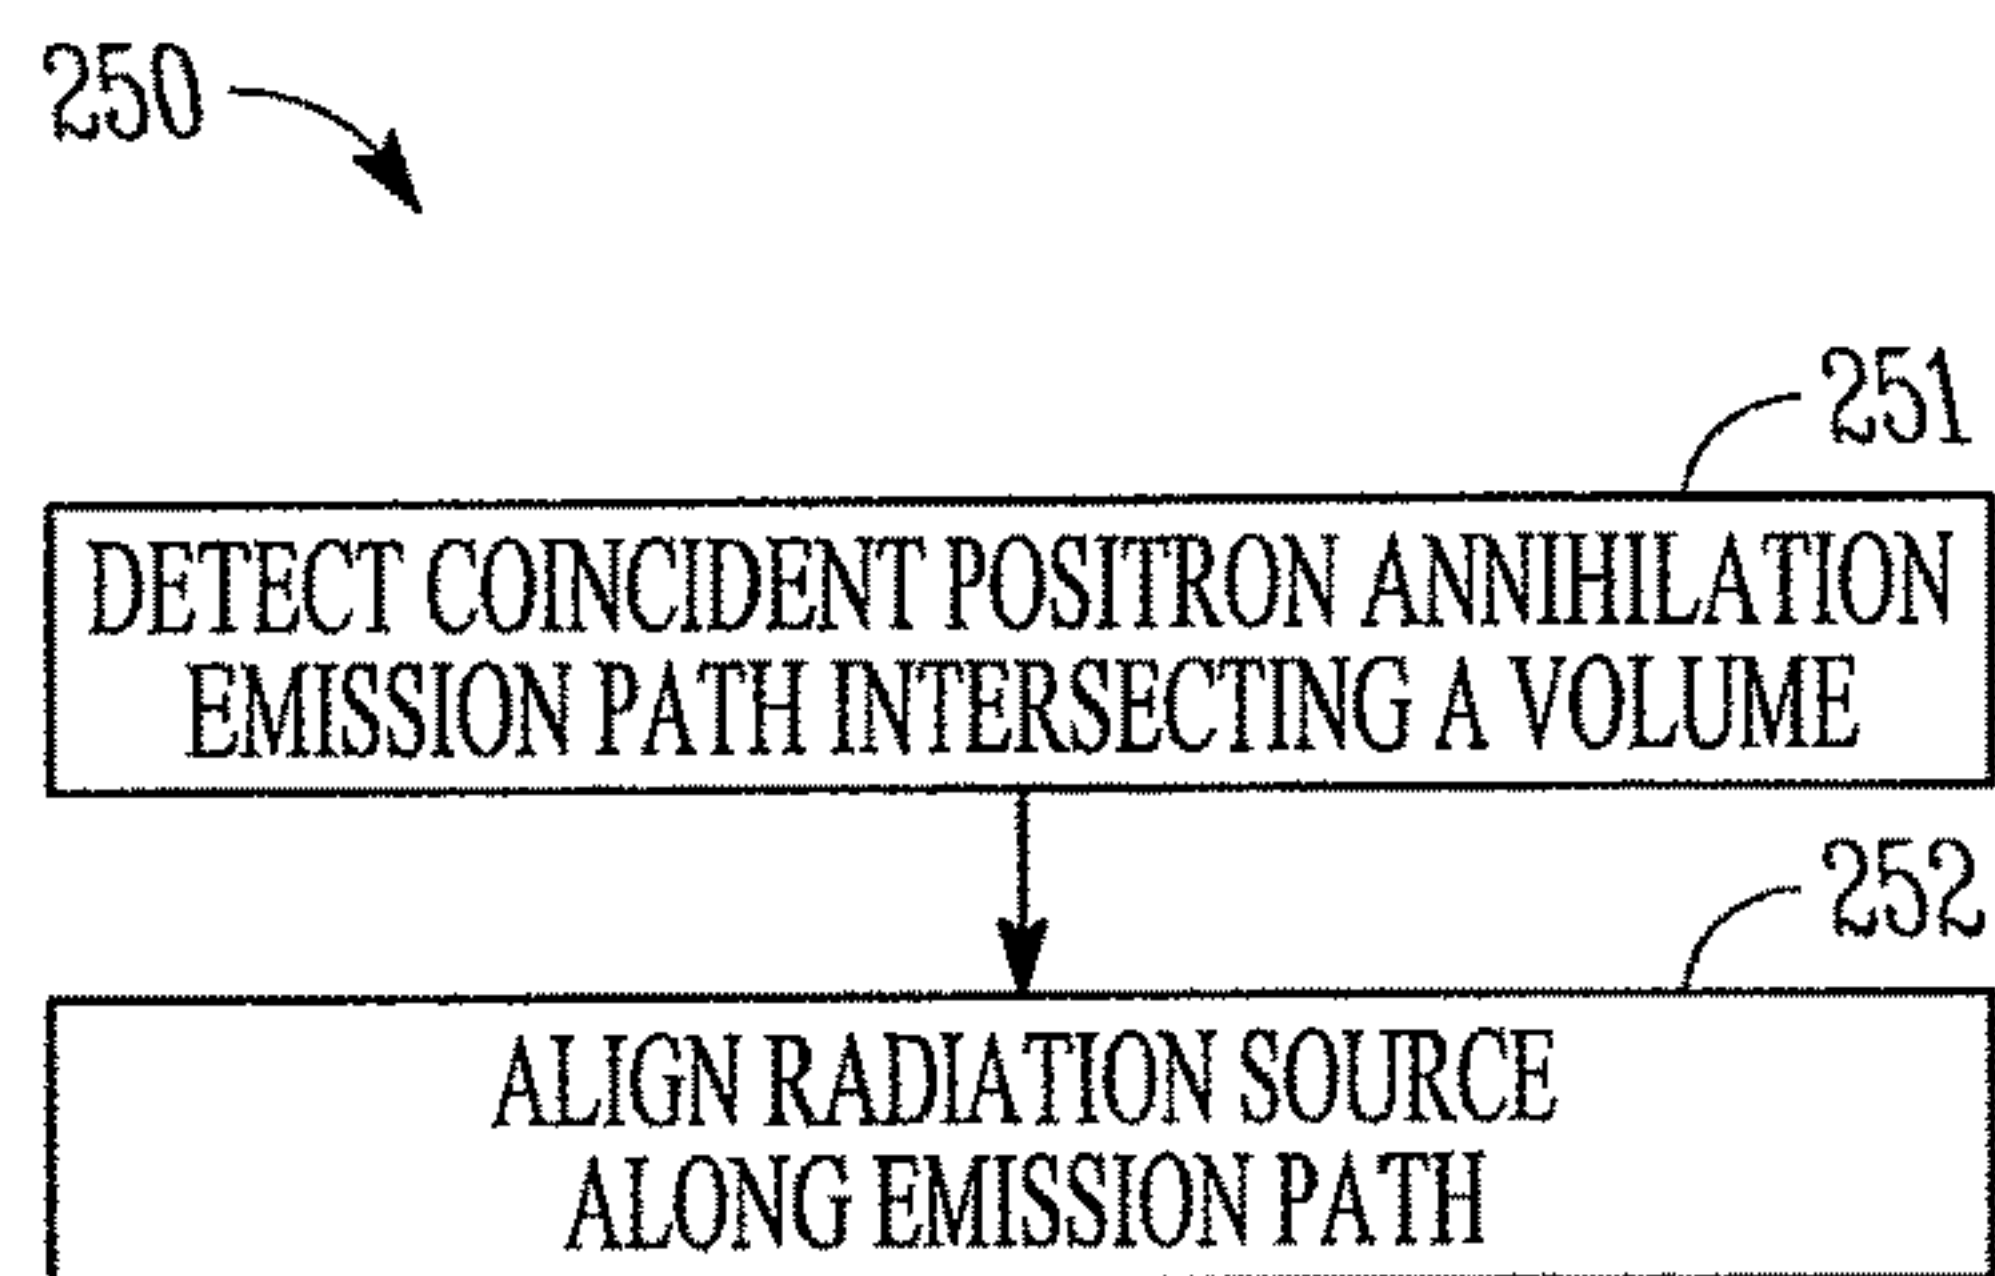 250
251
DETECT COINCIDENT POSITRON ANNIHILATION
EMISSION PATH INTERSECTING A VOLUME
252
ALIGN RADIATION SOURCE
ALONG EMISSION PATH